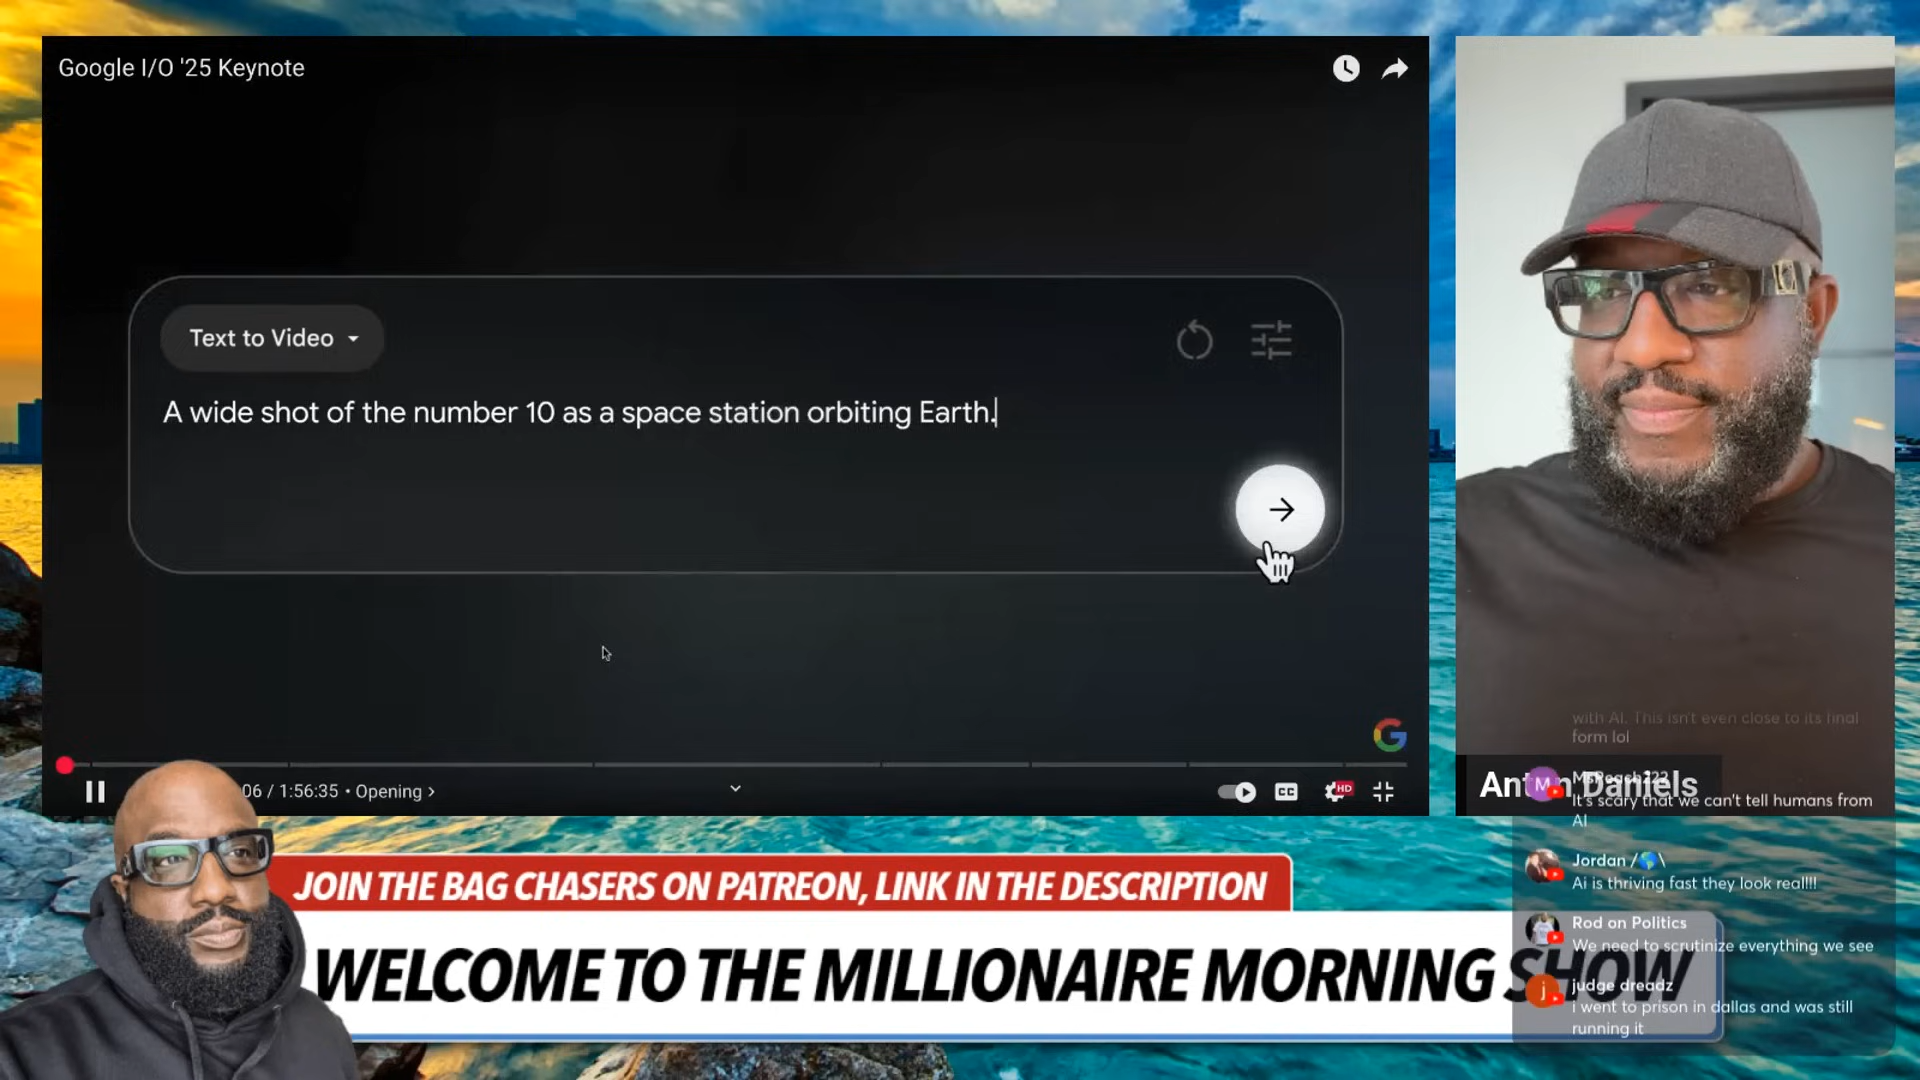 Google I/O '25 Keynote
Text to Video
A wide shot of the number 10 as a space station orbiting Earth.
06 / 1:56:35 • Opening ›
CC
HD
with AI. This isn't even close to its final
form lol
Daniels
It's scary that we can't tell humans from
AI
Jordan /🌎\
Ai is thriving fast they look real!!!
Rod on Politics
We need to scrutinize everything we see
judge dreadz
i went to prison in dallas and was still
running it
JOIN THE BAG CHASERS ON PATREON, LINK IN THE DESCRIPTION
WELCOME TO THE MILLIONAIRE MORNING SHOW